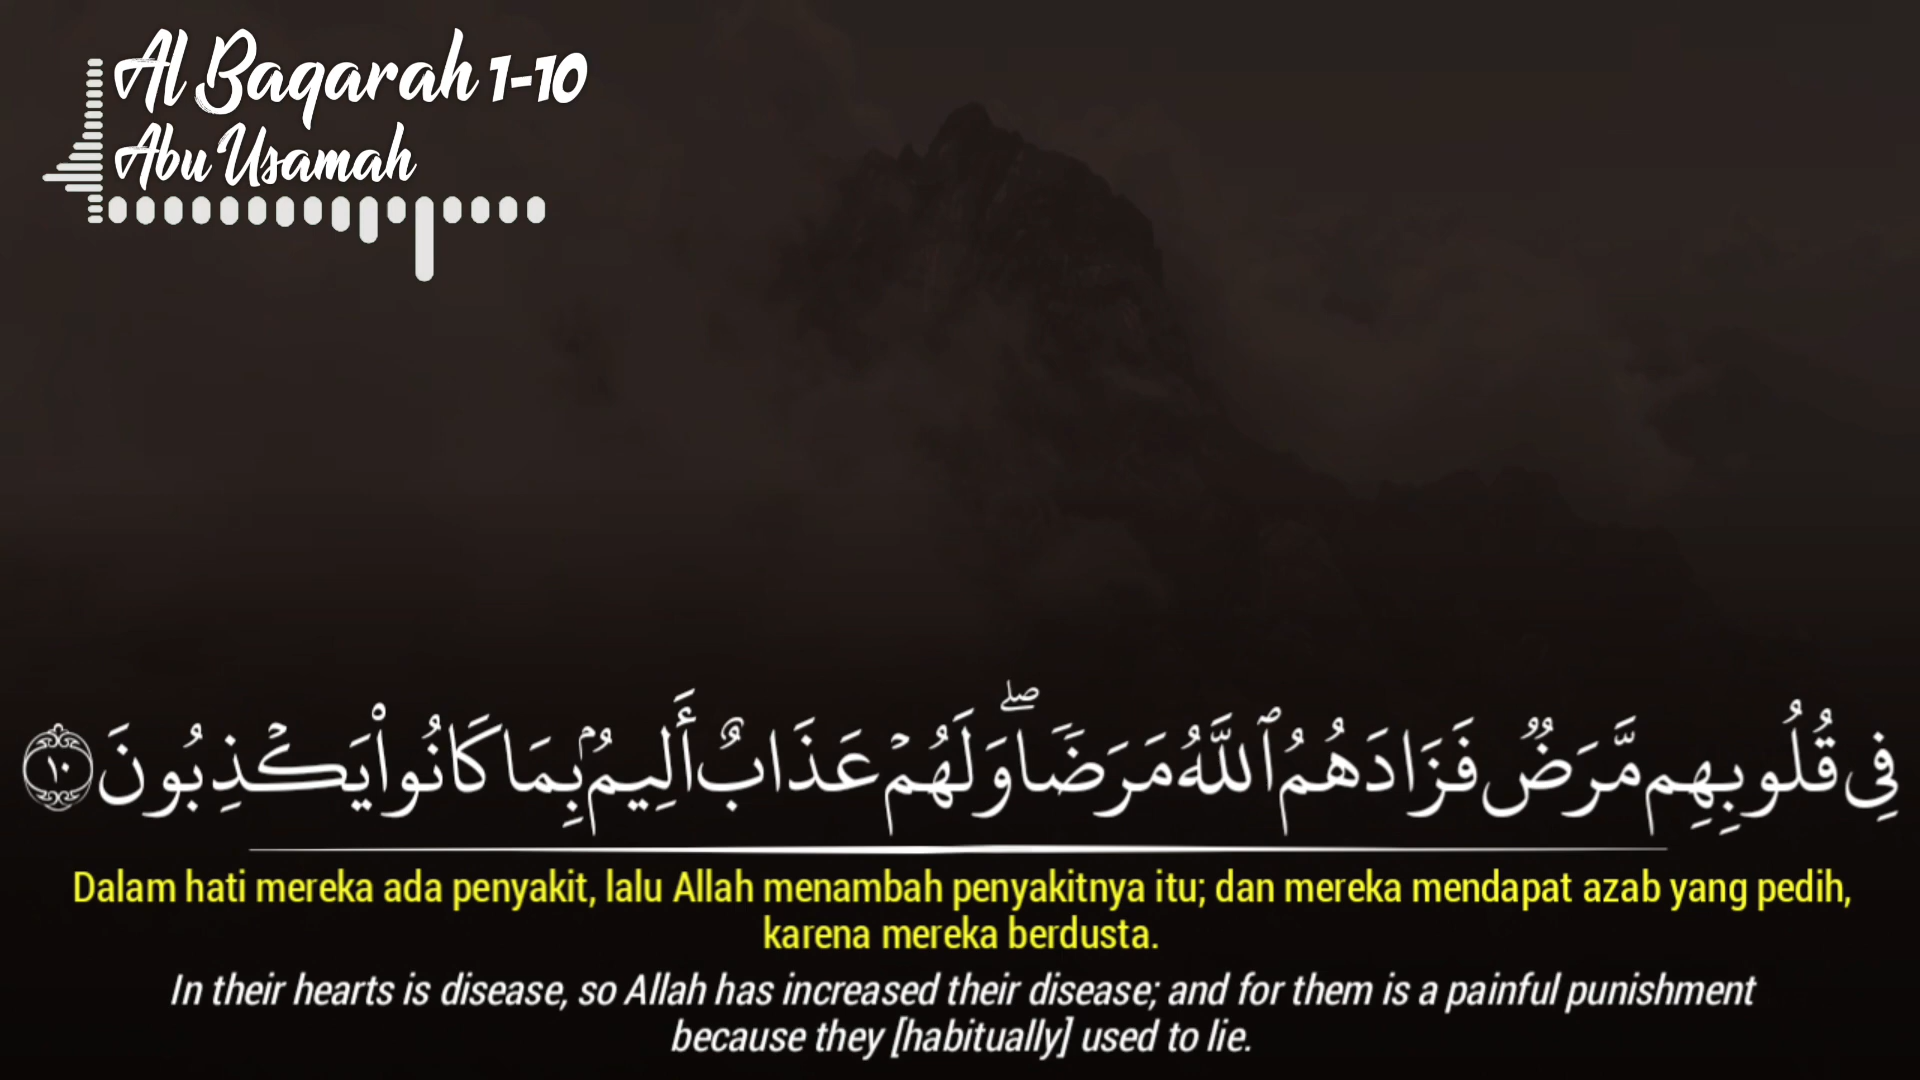 Al Baqarah 1-10
Abu Usamah
فِي قُلُوبِهِم مَّرَضٌ فَزَادَهُمُ ٱللَّهُ مَرَضًا ۖ وَلَهُمْ عَذَابٌ أَلِيمٌۢ بِمَا كَانُوا۟ يَكْذِبُونَ ١٠
Dalam hati mereka ada penyakit, lalu Allah menambah penyakitnya itu; dan mereka mendapat azab yang pedih,
karena mereka berdusta.
In their hearts is disease, so Allah has increased their disease; and for them is a painful punishment
because they [habitually] used to lie.